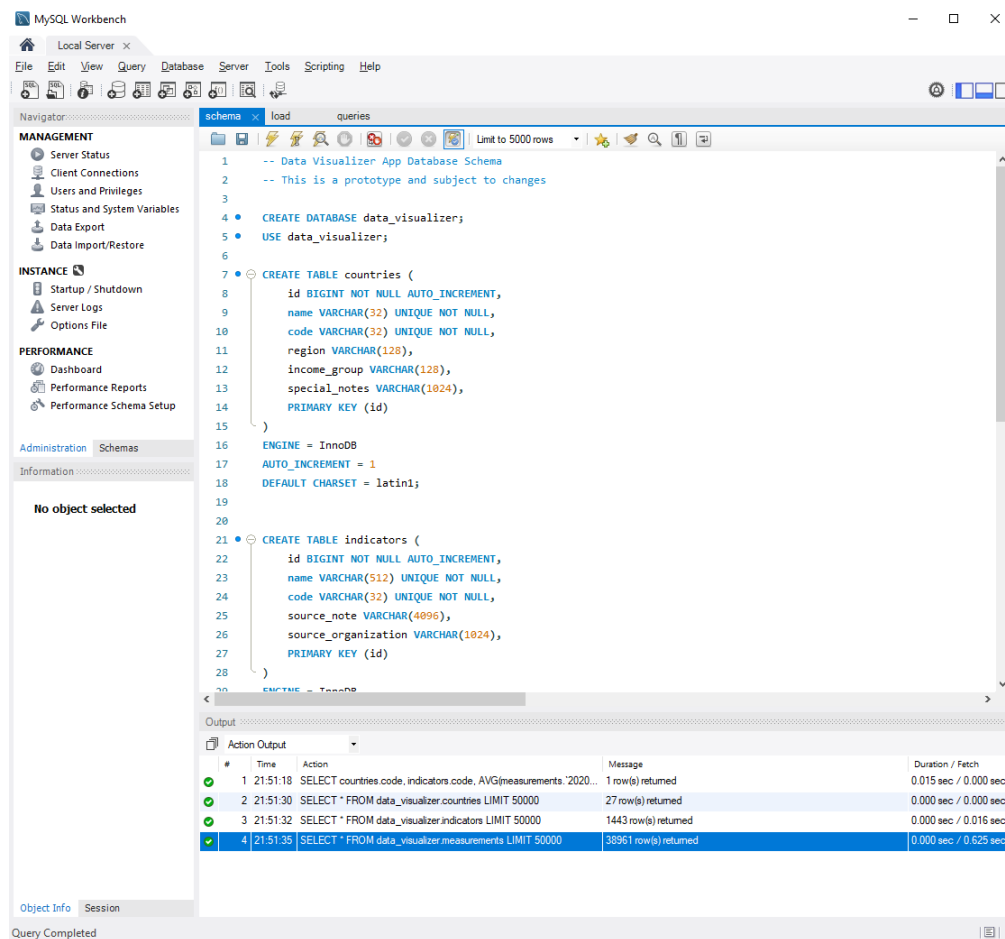 MySQL Workbench
Local Server
File Edit View Query Database Server Tools Scripting Help
Navigator
MANAGEMENT
Server Status
Client Connections
Users and Privileges
Status and System Variables
Data Export
Data Import/Restore
INSTANCE
Startup / Shutdown
Server Logs
Options File
PERFORMANCE
Dashboard
Performance Reports
Performance Schema Setup
Administration Schemas
Information
No object selected
Object Info Session
schema load queries
Limit to 5000 rows
1 -- Data Visualizer App Database Schema
2 -- This is a prototype and subject to changes
3
4 CREATE DATABASE data_visualizer;
5 USE data_visualizer;
6
7 CREATE TABLE countries (
8 id BIGINT NOT NULL AUTO_INCREMENT,
9 name VARCHAR(32) UNIQUE NOT NULL,
10 code VARCHAR(32) UNIQUE NOT NULL,
11 region VARCHAR(128),
12 income_group VARCHAR(128),
13 special_notes VARCHAR(1024),
14 PRIMARY KEY (id)
15 )
16 ENGINE = InnoDB
17 AUTO_INCREMENT = 1
18 DEFAULT CHARSET = latin1;
19
20
21 CREATE TABLE indicators (
22 id BIGINT NOT NULL AUTO_INCREMENT,
23 name VARCHAR(512) UNIQUE NOT NULL,
24 code VARCHAR(32) UNIQUE NOT NULL,
25 source_note VARCHAR(4096),
26 source_organization VARCHAR(1024),
27 PRIMARY KEY (id)
28 )
29 ENGINE = InnoDB
Output
Action Output
# Time Action Message Duration / Fetch
1 21:51:18 SELECT countries.code, indicators.code, AVG(measurements.`2020... 1 row(s) returned 0.015 sec / 0.000 sec
2 21:51:30 SELECT * FROM data_visualizer.countries LIMIT 50000 27 row(s) returned 0.000 sec / 0.000 sec
3 21:51:32 SELECT * FROM data_visualizer.indicators LIMIT 50000 1443 row(s) returned 0.000 sec / 0.016 sec
4 21:51:35 SELECT * FROM data_visualizer.measurements LIMIT 50000 38961 row(s) returned 0.000 sec / 0.625 sec
Query Completed